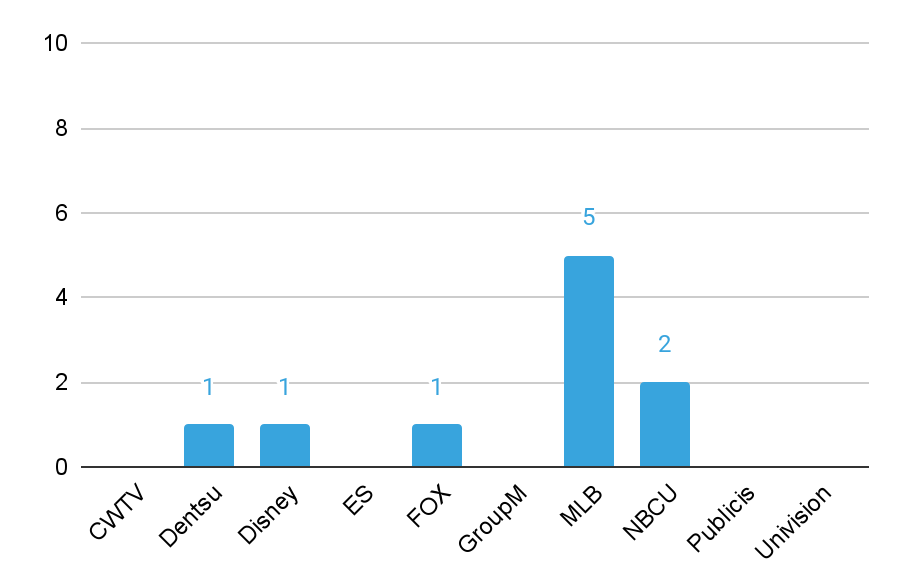 10
8
6
4
2
0
1
1
1
5
2
CWTV
Dentsu
Disney
ES
FOX
GroupM
MLB
NBCU
Publicis
Univision